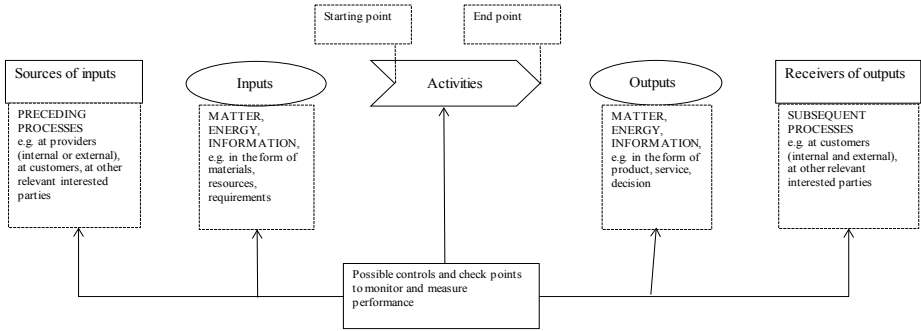 Starting point
End point
Sources of inputs
Inputs
Activities
Outputs
Receivers of outputs
PRECEDING
PROCESSES
e.g. at providers
(internal or external),
at customers, at other
relevant interested
parties
MATTER,
ENERGY,
INFORMATION,
e.g. in the form of
materials,
resources,
requirements
MATTER,
ENERGY,
INFORMATION,
e.g. in the form of
product, service,
decision
SUBSEQUENT
PROCESSES
e.g. at customers
(internal and external),
at other relevant
interested parties
Possible controls and check points
to monitor and measure
performance